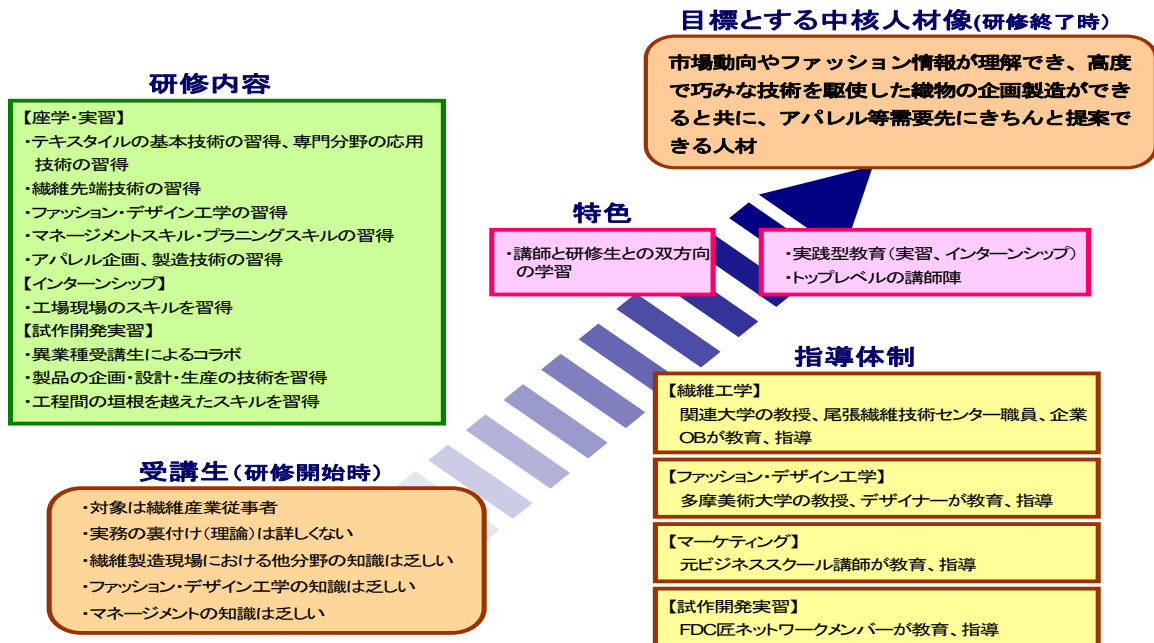 目標とする中核人材像(研修終了時)
市場動向やファッション情報が理解でき、高度
で巧みな技術を駆使した織物の企画製造ができ
ると共に、アパレル等需要先にきちんと提案で
きる人材
研修内容
【座学・実習】
・テキスタイルの基本技術の習得、専門分野の応用
技術の習得
・繊維先端技術の習得
・ファッション・デザイン工学の習得
・マネージメントスキル・プラニングスキルの習得
・アパレル企画、製造技術の習得
【インターンシップ】
・工場現場のスキルを習得
【試作開発実習】
・異業種受講生によるコラボ
・製品の企画・設計・生産の技術を習得
・工程間の垣根を越えたスキルを習得
特色
・講師と研修生との双方向
の学習
・実践型教育(実習、インターンシップ)
・トップレベルの講師陣
指導体制
【繊維工学】
関連大学の教授、尾張繊維技術センター職員、企業
OBが教育、指導
【ファッション・デザイン工学】
多摩美術大学の教授、デザイナーが教育、指導
【マーケティング】
元ビジネススクール講師が教育、指導
【試作開発実習】
FDC匠ネットワークメンバーが教育、指導
受講生(研修開始時)
・対象は繊維産業従事者
・実務の裏付け(理論)は詳しくない
・繊維製造現場における他分野の知識は乏しい
・ファッション・デザイン工学の知識は乏しい
・マネージメントの知識は乏しい